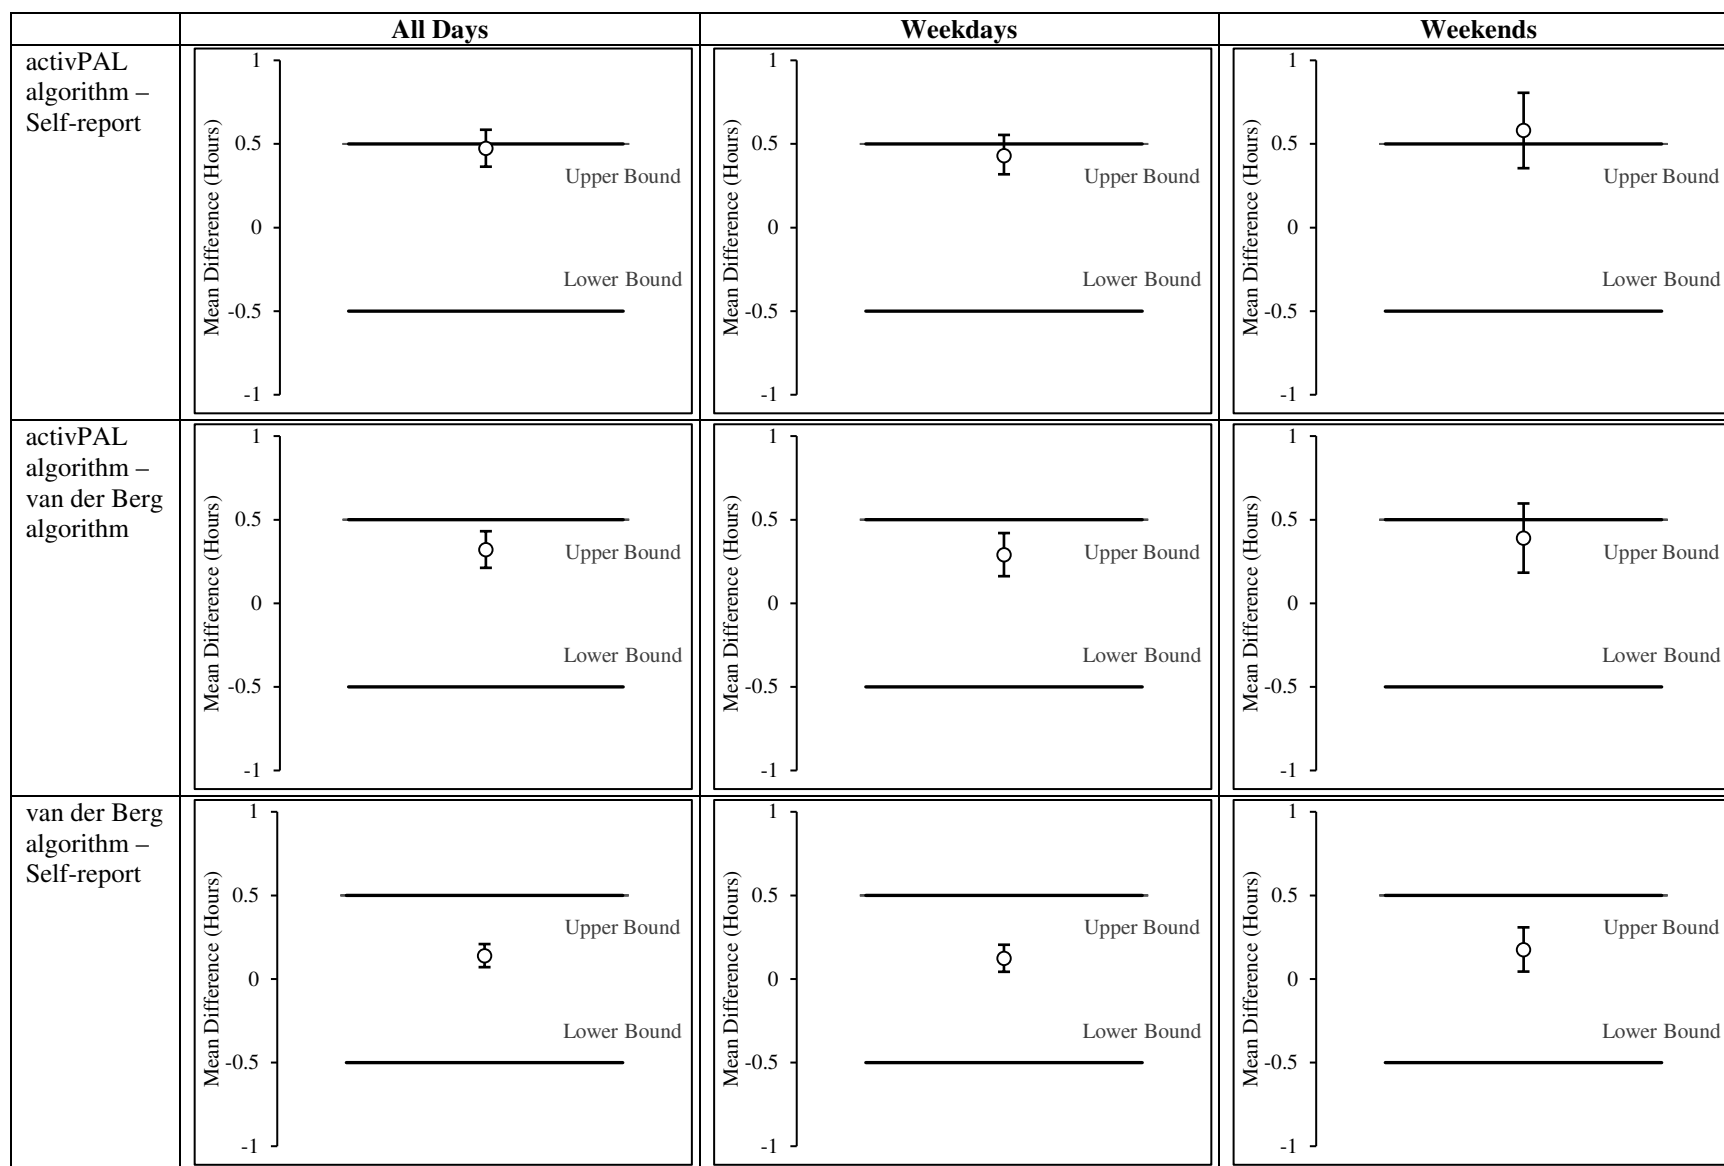 All Days
Weekdays
Weekends
activPAL
algorithm –
Self-report
Mean Difference (Hours)
1
0.5
0
-0.5
-1
Upper Bound
Lower Bound
Mean Difference (Hours)
1
0.5
0
-0.5
-1
Upper Bound
Lower Bound
Mean Difference (Hours)
1
0.5
0
-0.5
-1
Upper Bound
Lower Bound
activPAL
algorithm –
van der Berg
algorithm
Mean Difference (Hours)
1
0.5
0
-0.5
-1
Upper Bound
Lower Bound
Mean Difference (Hours)
1
0.5
0
-0.5
-1
Upper Bound
Lower Bound
Mean Difference (Hours)
1
0.5
0
-0.5
-1
Upper Bound
Lower Bound
van der Berg
algorithm –
Self-report
Mean Difference (Hours)
1
0.5
0
-0.5
-1
Upper Bound
Lower Bound
Mean Difference (Hours)
1
0.5
0
-0.5
-1
Upper Bound
Lower Bound
Mean Difference (Hours)
1
0.5
0
-0.5
-1
Upper Bound
Lower Bound